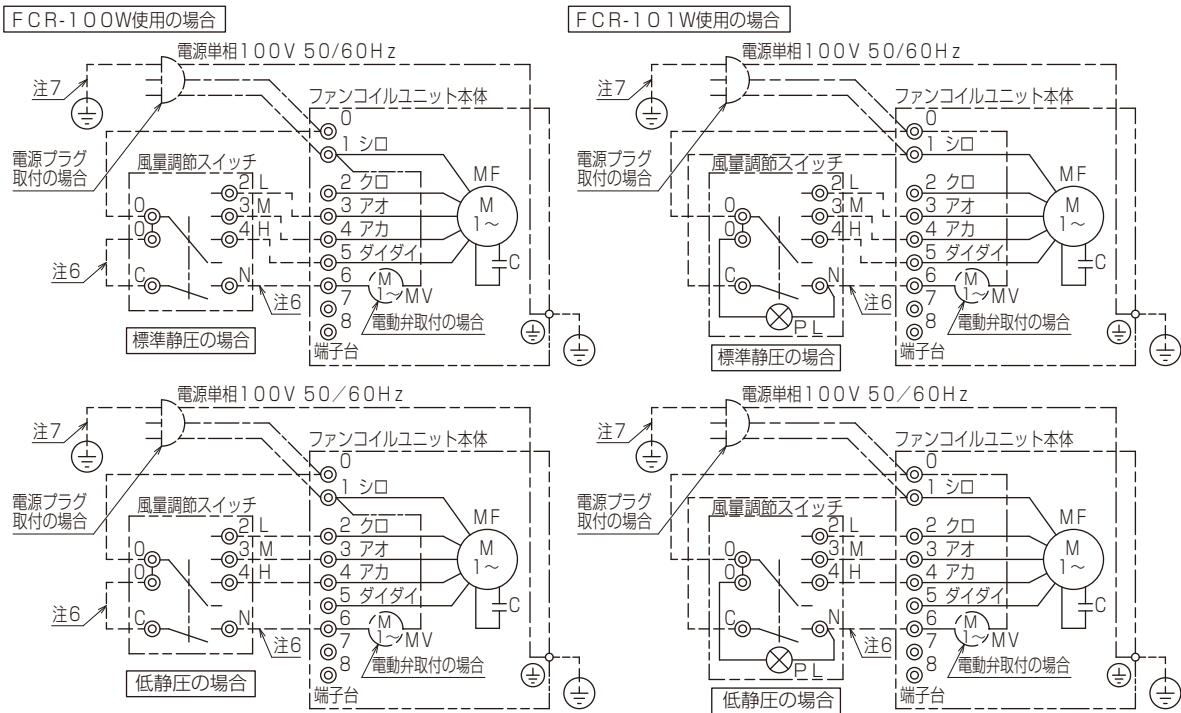 FCR-100W使用の場合
電源単相100V 50/60Hz
注7
ファンコイルユニット本体
0
1 シロ
電源プラグ
取付の場合
風量調節スイッチ
MF
2 L
2 クロ
M
1~
0
3 M
3 アオ
0
4 H
4 アカ
5 ダイダイ
C
注6
C
N
6
M
1~
MV
注6
7
電動弁取付の場合
8
標準静圧の場合
端子台
FCR-101W使用の場合
電源単相100V 50/60Hz
注7
ファンコイルユニット本体
0
1 シロ
電源プラグ
取付の場合
風量調節スイッチ
MF
2 L
2 クロ
M
1~
0
3 M
3 アオ
0
4 H
4 アカ
5 ダイダイ
C
C
N
6
M
1~
MV
注6
7
電動弁取付の場合
8
PL
標準静圧の場合
端子台
電源単相100V 50/60Hz
注7
ファンコイルユニット本体
0
1 シロ
電源プラグ
取付の場合
風量調節スイッチ
MF
2 L
2 クロ
M
1~
0
3 M
3 アオ
0
4 H
4 アカ
5 ダイダイ
C
注6
C
N
6
M
1~
MV
注6
7
電動弁取付の場合
8
低静圧の場合
端子台
電源単相100V 50/60Hz
注7
ファンコイルユニット本体
0
1 シロ
電源プラグ
取付の場合
風量調節スイッチ
MF
2 L
2 クロ
M
1~
0
3 M
3 アオ
0
4 H
4 アカ
5 ダイダイ
C
C
N
6
M
1~
MV
注6
7
電動弁取付の場合
8
PL
低静圧の場合
端子台